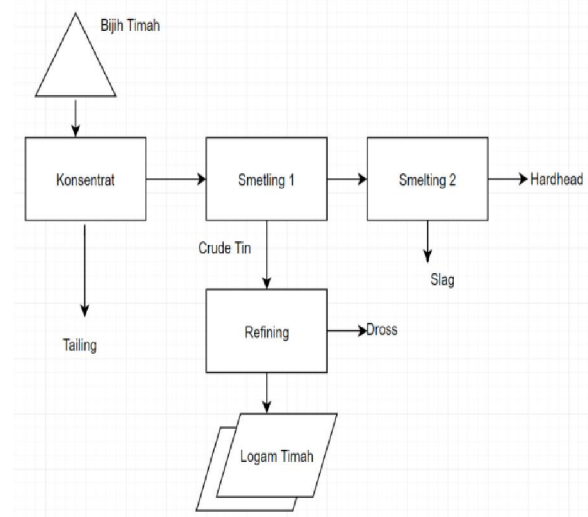 Bijih Timah
Konsentrat
Smetling 1
Smelting 2
Hardhead
Crude Tin
Slag
Refining
Dross
Tailing
Logam Timah